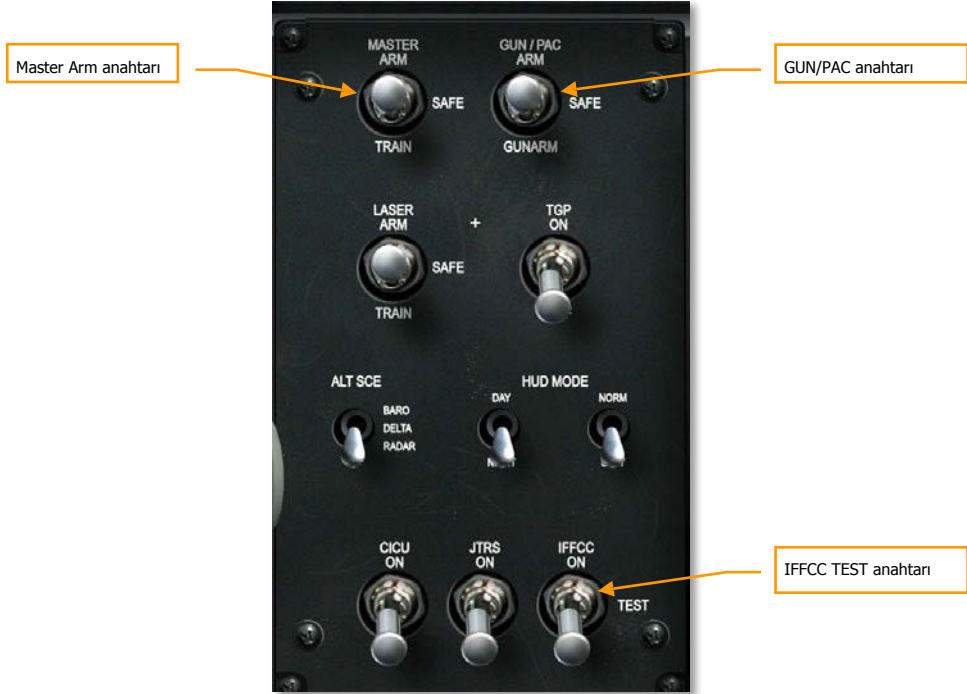 MASTER
ARM
GUN / PAC
ARM
Master Arm anahtarı
GUN/PAC anahtarı
SAFE
SAFE
TRAIN
GUNARM
LASER
ARM
+
TGP
ON
SAFE
TRAIN
ALT SCE
HUD MODE
BARO
DELTA
RADAR
DAY
NORM
CICU
ON
JTRS
ON
IFFCC
ON
IFFCC TEST anahtarı
TEST